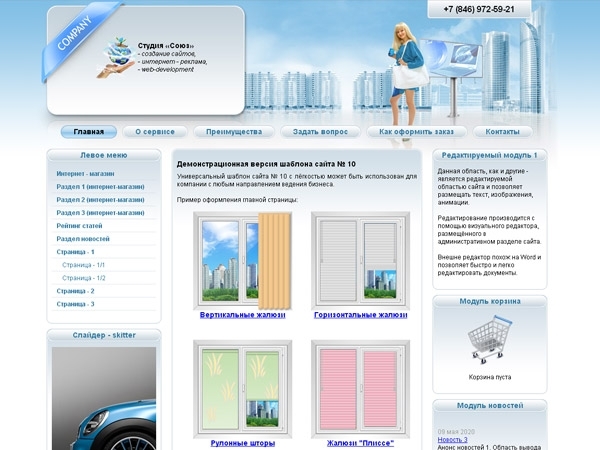 COMPANY
Студия «Союз»
- создание сайтов,
- интернет– реклама,
- web-development
+7 (846) 972-59-21
Главная
О сервисе
Преимущества
Задать вопрос
Как оформить заказ
Контакты
Левое меню
Интернет - магазин
Раздел 1 (интернет-магазин)
Раздел 2 (интернет-магазин)
Раздел 3 (интернет-магазин)
Рейтинг статей
Раздел новостей
Страница - 1
Страница - 1/1
Страница - 1/2
Страница - 2
Страница - 3
Слайдер - skitter
Демонстрационная версия шаблона сайта № 10
Универсальный шаблон сайта № 10 с лёгкостью может быть использован для
компании с любым направлением ведения бизнеса.
Пример оформления главной страницы:
Вертикальные жалюзи
Горизонтальные жалюзи
Рулонные шторы
Жалюзи "Плиссе"
Редактируемый модуль 1
Данная область, как и другие -
является редактируемой
областью сайта и позволяет
размещать текст, изображения,
анимации.
Редактирование производится с
помощью визуального редактора,
размещённого в
административном разделе сайта.
Внешне редактор похож на Word и
позволяет быстро и легко
редактировать документы.
Модуль корзина
Корзина пуста
Модуль новостей
09 мая 2020
Новость 3
Анонс новостей 1. Область вывода